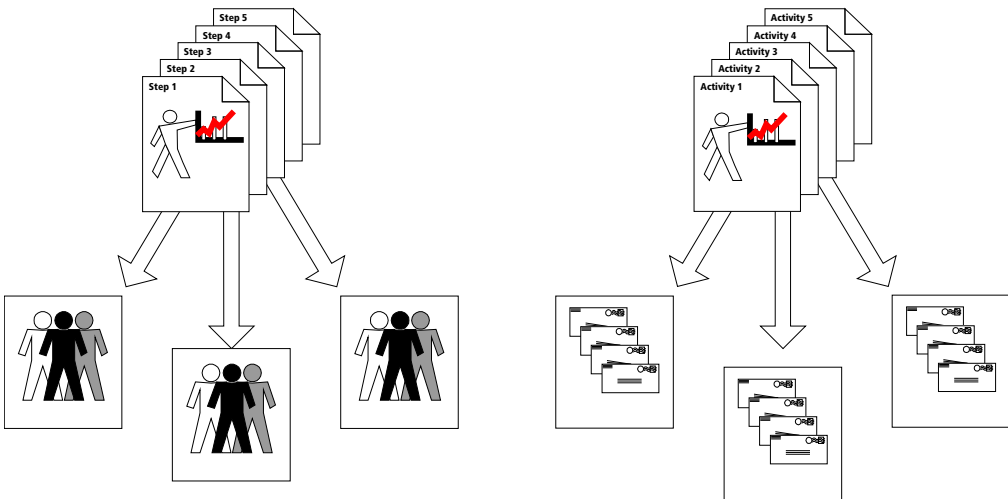 Step 5
Step 4
Step 3
Step 2
Step 1
Activity 5
Activity 4
Activity 3
Activity 2
Activity 1